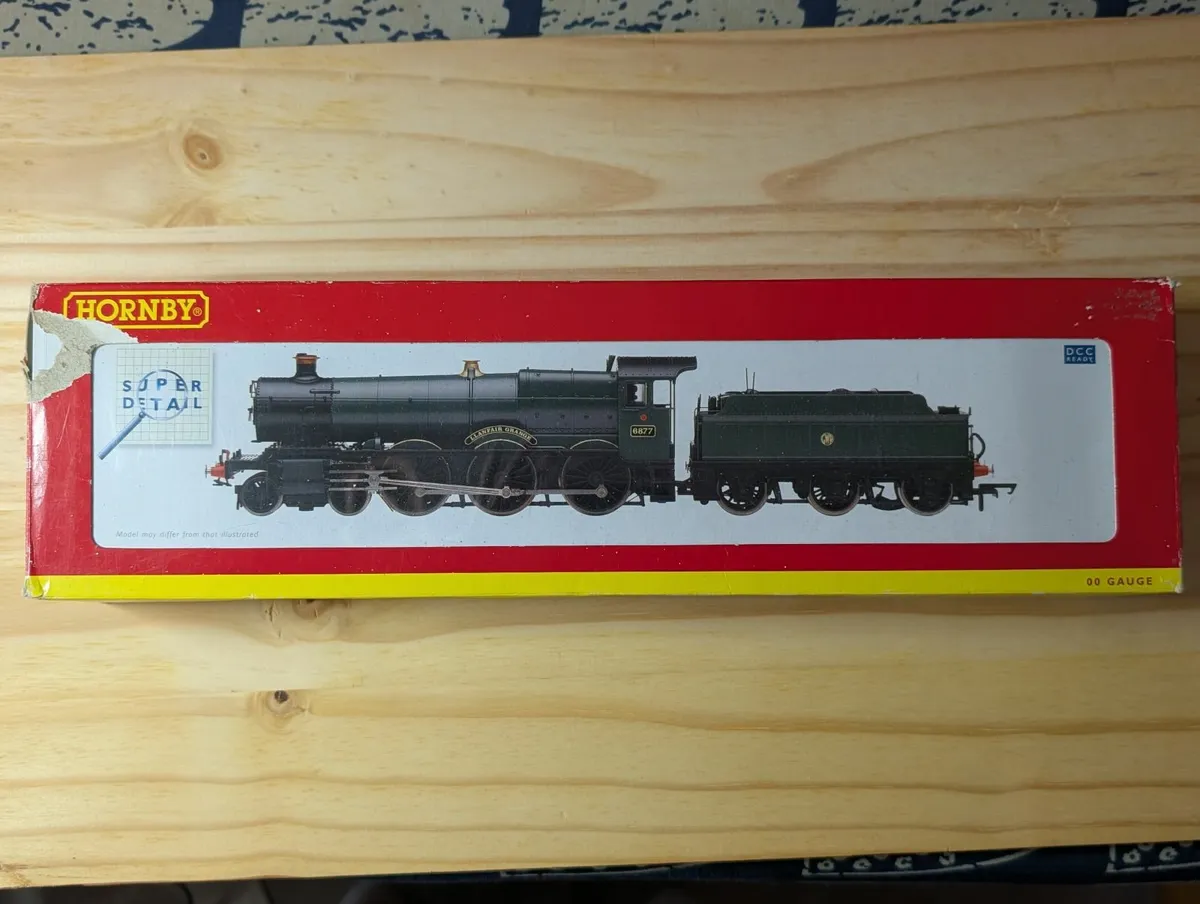 HORNBY®
SUPER
DETAIL
DCC
READY
LLANFAIR GRANGE
6877
Model may differ from that illustrated
00 GAUGE